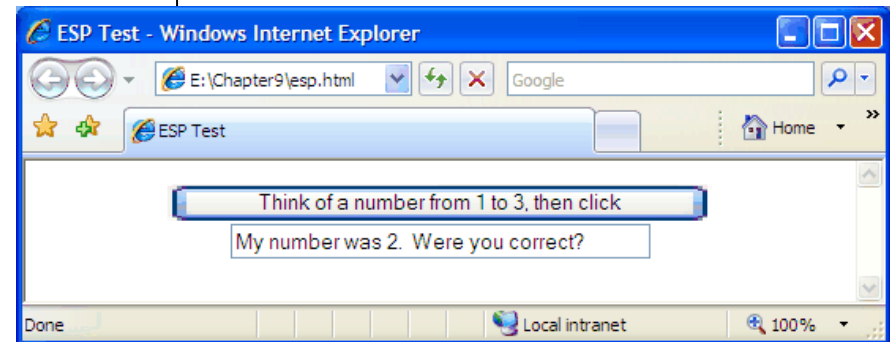 ESP Test - Windows Internet Explorer
E:\Chapter9\esp.html Google
ESP Test Home »
Think of a number from 1 to 3, then click
My number was 2. Were you correct?
Done Local intranet 100%